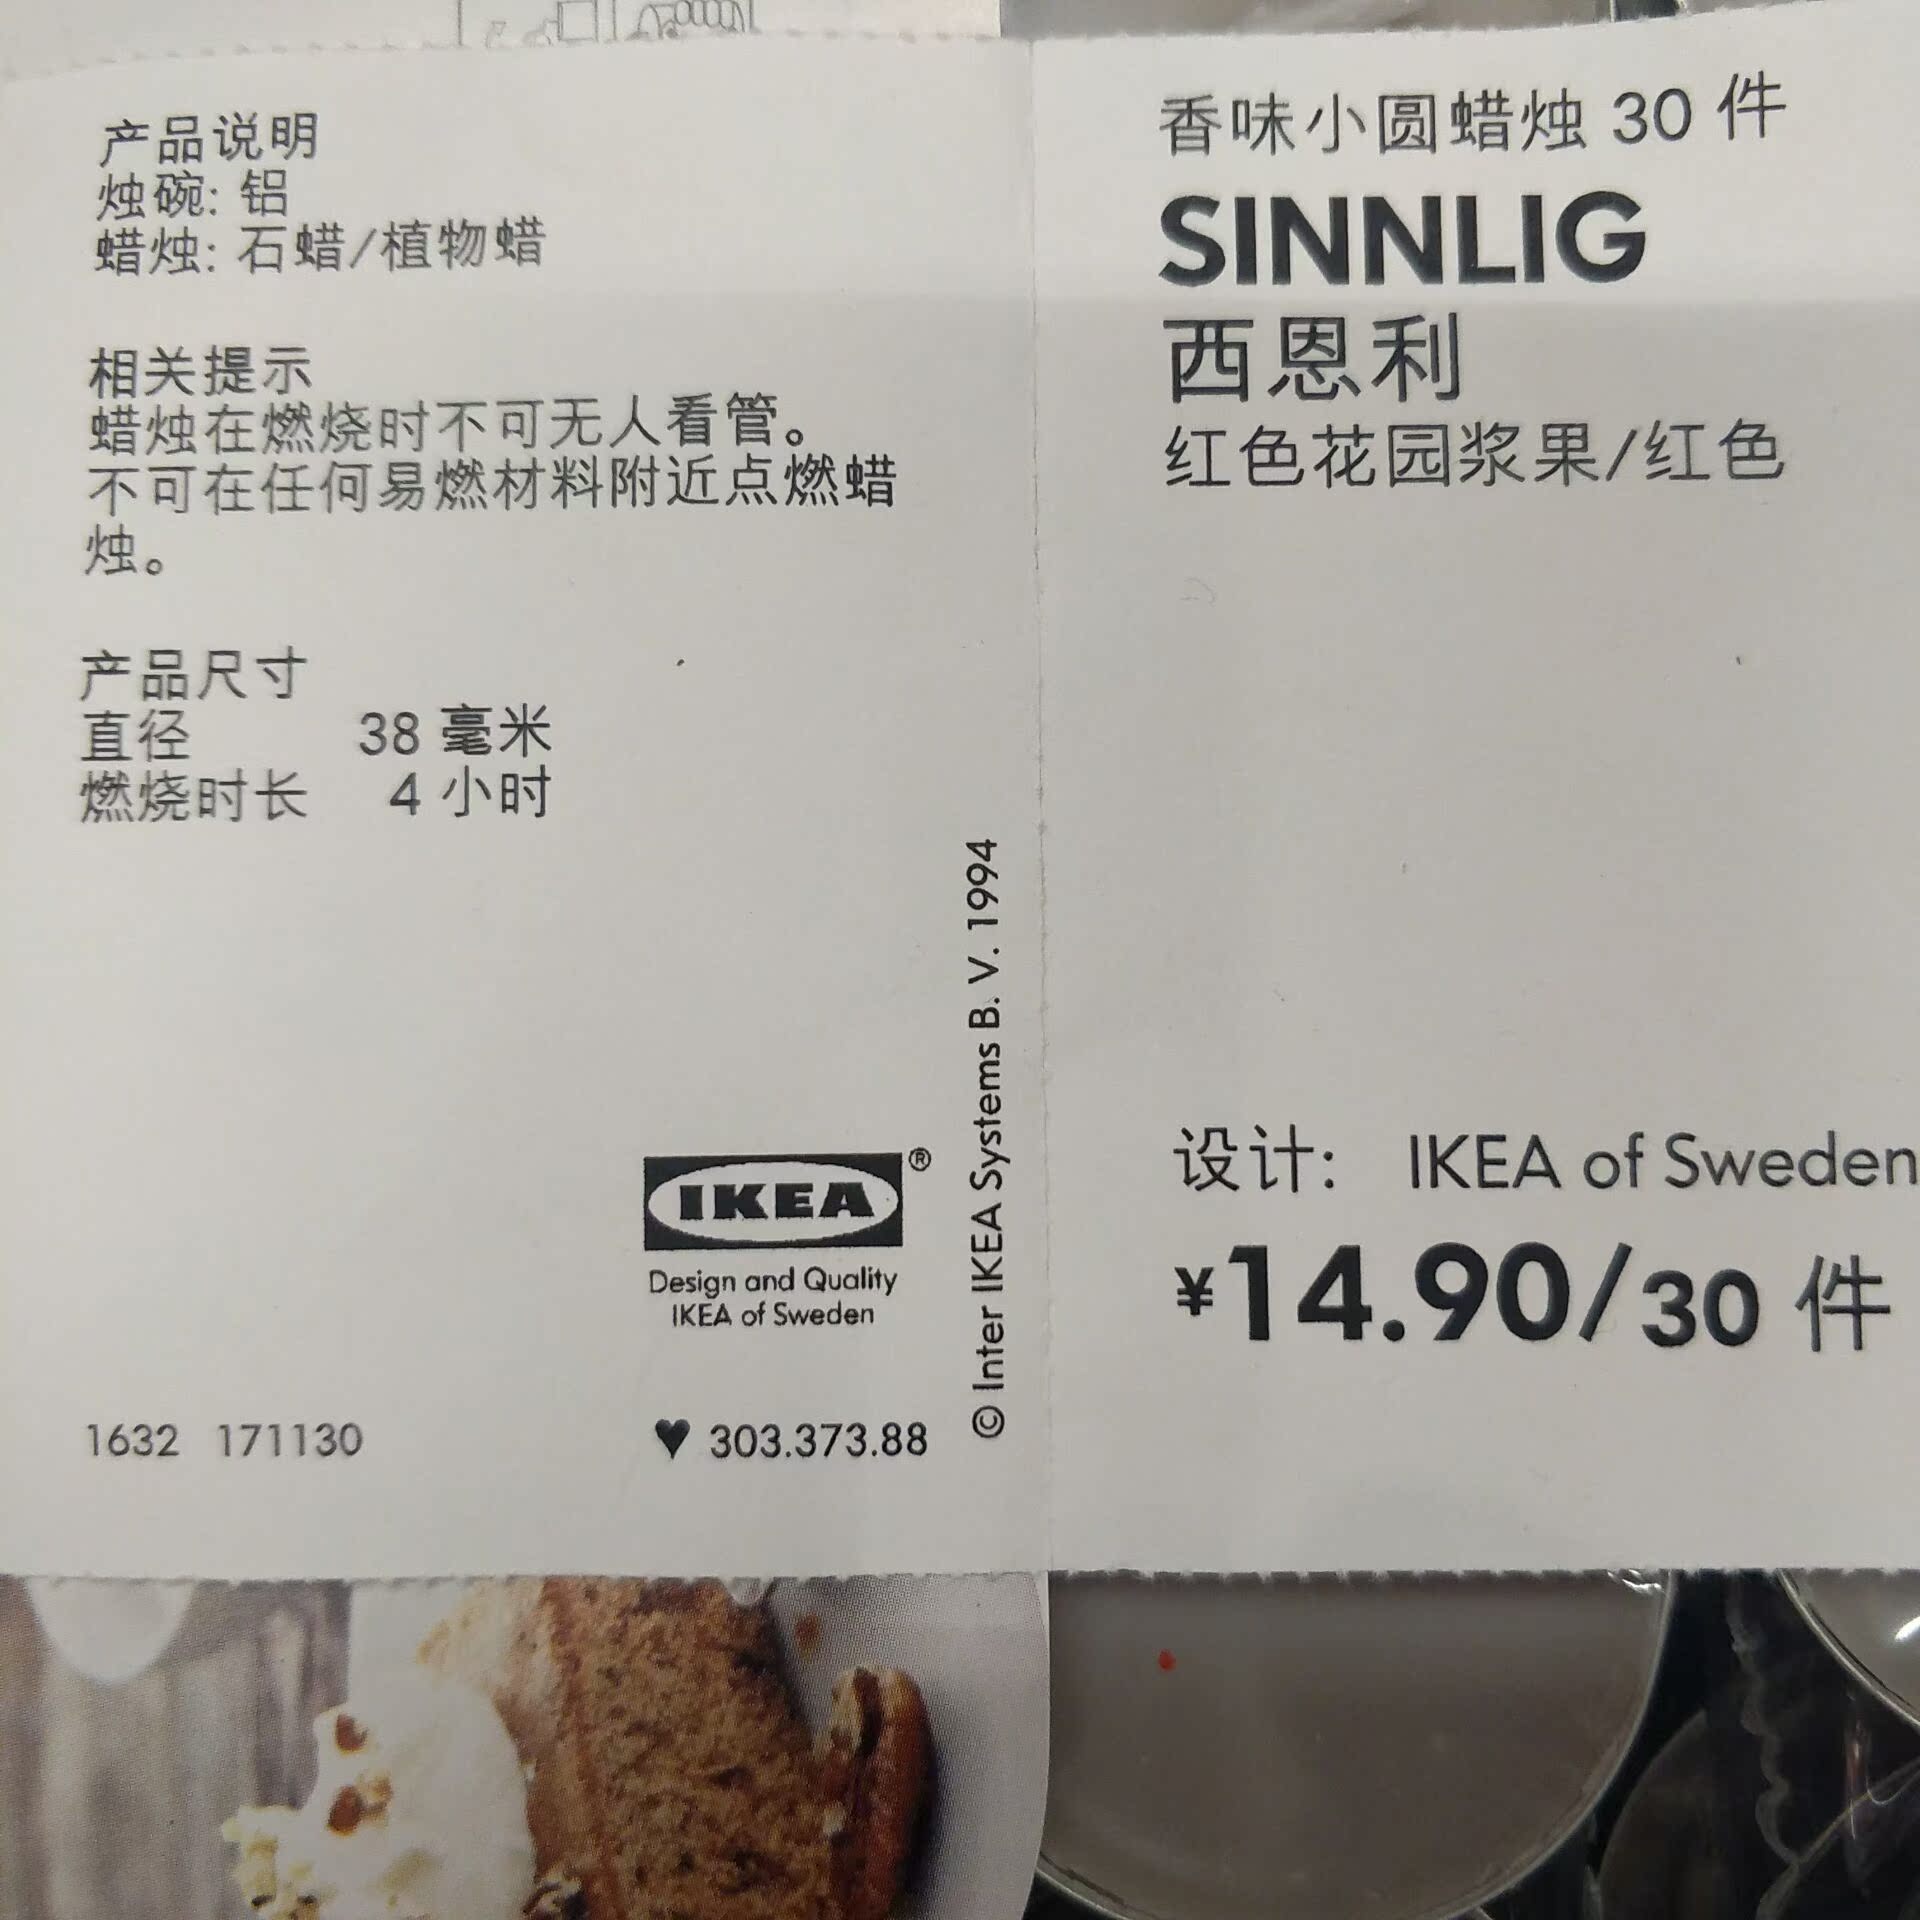 产品说明
烛碗: 铝
蜡烛: 石蜡/植物蜡
相关提示
蜡烛在燃烧时不可无人看管。
不可在任何易燃材料附近点燃蜡
烛。
产品尺寸
直径 38 毫米
燃烧时长 4 小时
IKEA®
Design and Quality
IKEA of Sweden
1632 171130
♥ 303.373.88
© Inter IKEA Systems B. V. 1994
香味小圆蜡烛 30 件
SINNLIG
西恩利
红色花园浆果/红色
设计: IKEA of Sweden
¥14.90/30 件